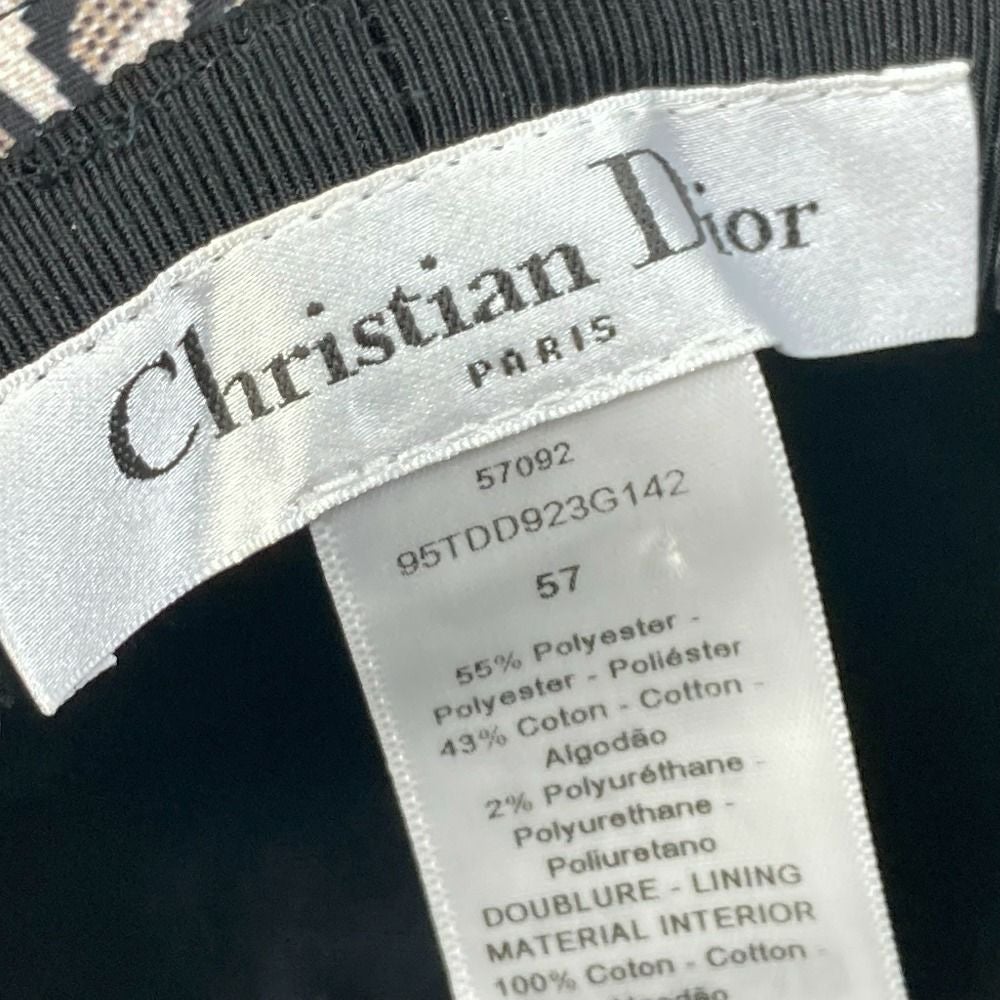 Christian Dior
PARIS
57092
95TDD923G142
57
55% Polyester -
Polyester - Poliéster
43% Coton - Cotton -
Algodão
2% Polyuréthane -
Polyurethane -
Poliuretano
DOUBLURE - LINING
MATERIAL INTERIOR
100% Coton - Cotton -
Algodão